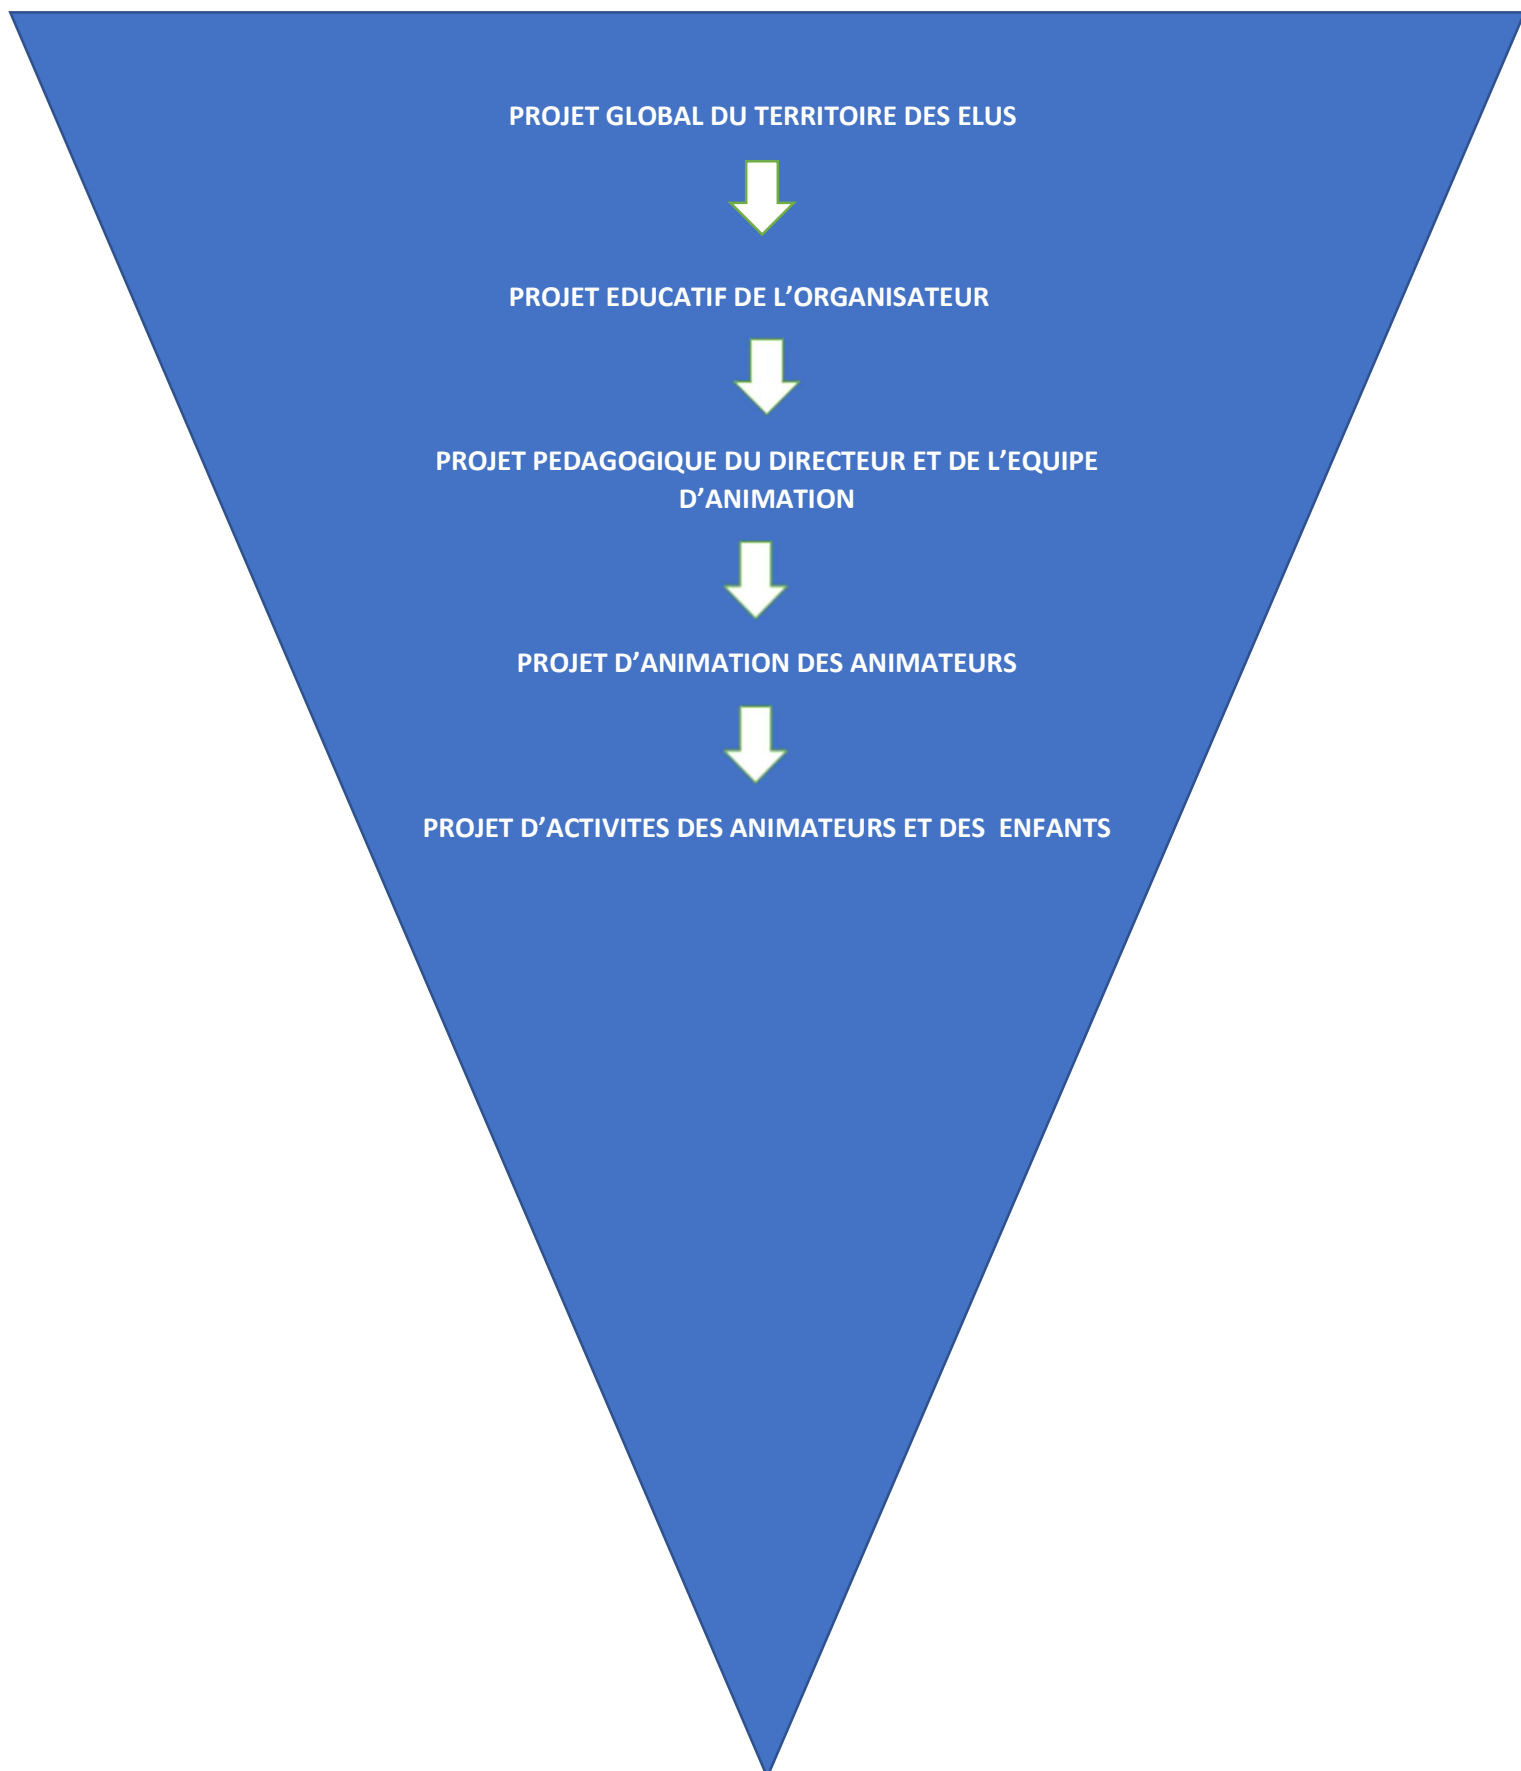 PROJET GLOBAL DU TERRITOIRE DES ELUS
PROJET EDUCATIF DE L’ORGANISATEUR
PROJET PEDAGOGIQUE DU DIRECTEUR ET DE L’EQUIPE
D’ANIMATION
PROJET D’ANIMATION DES ANIMATEURS
PROJET D’ACTIVITES DES ANIMATEURS ET DES  ENFANTS